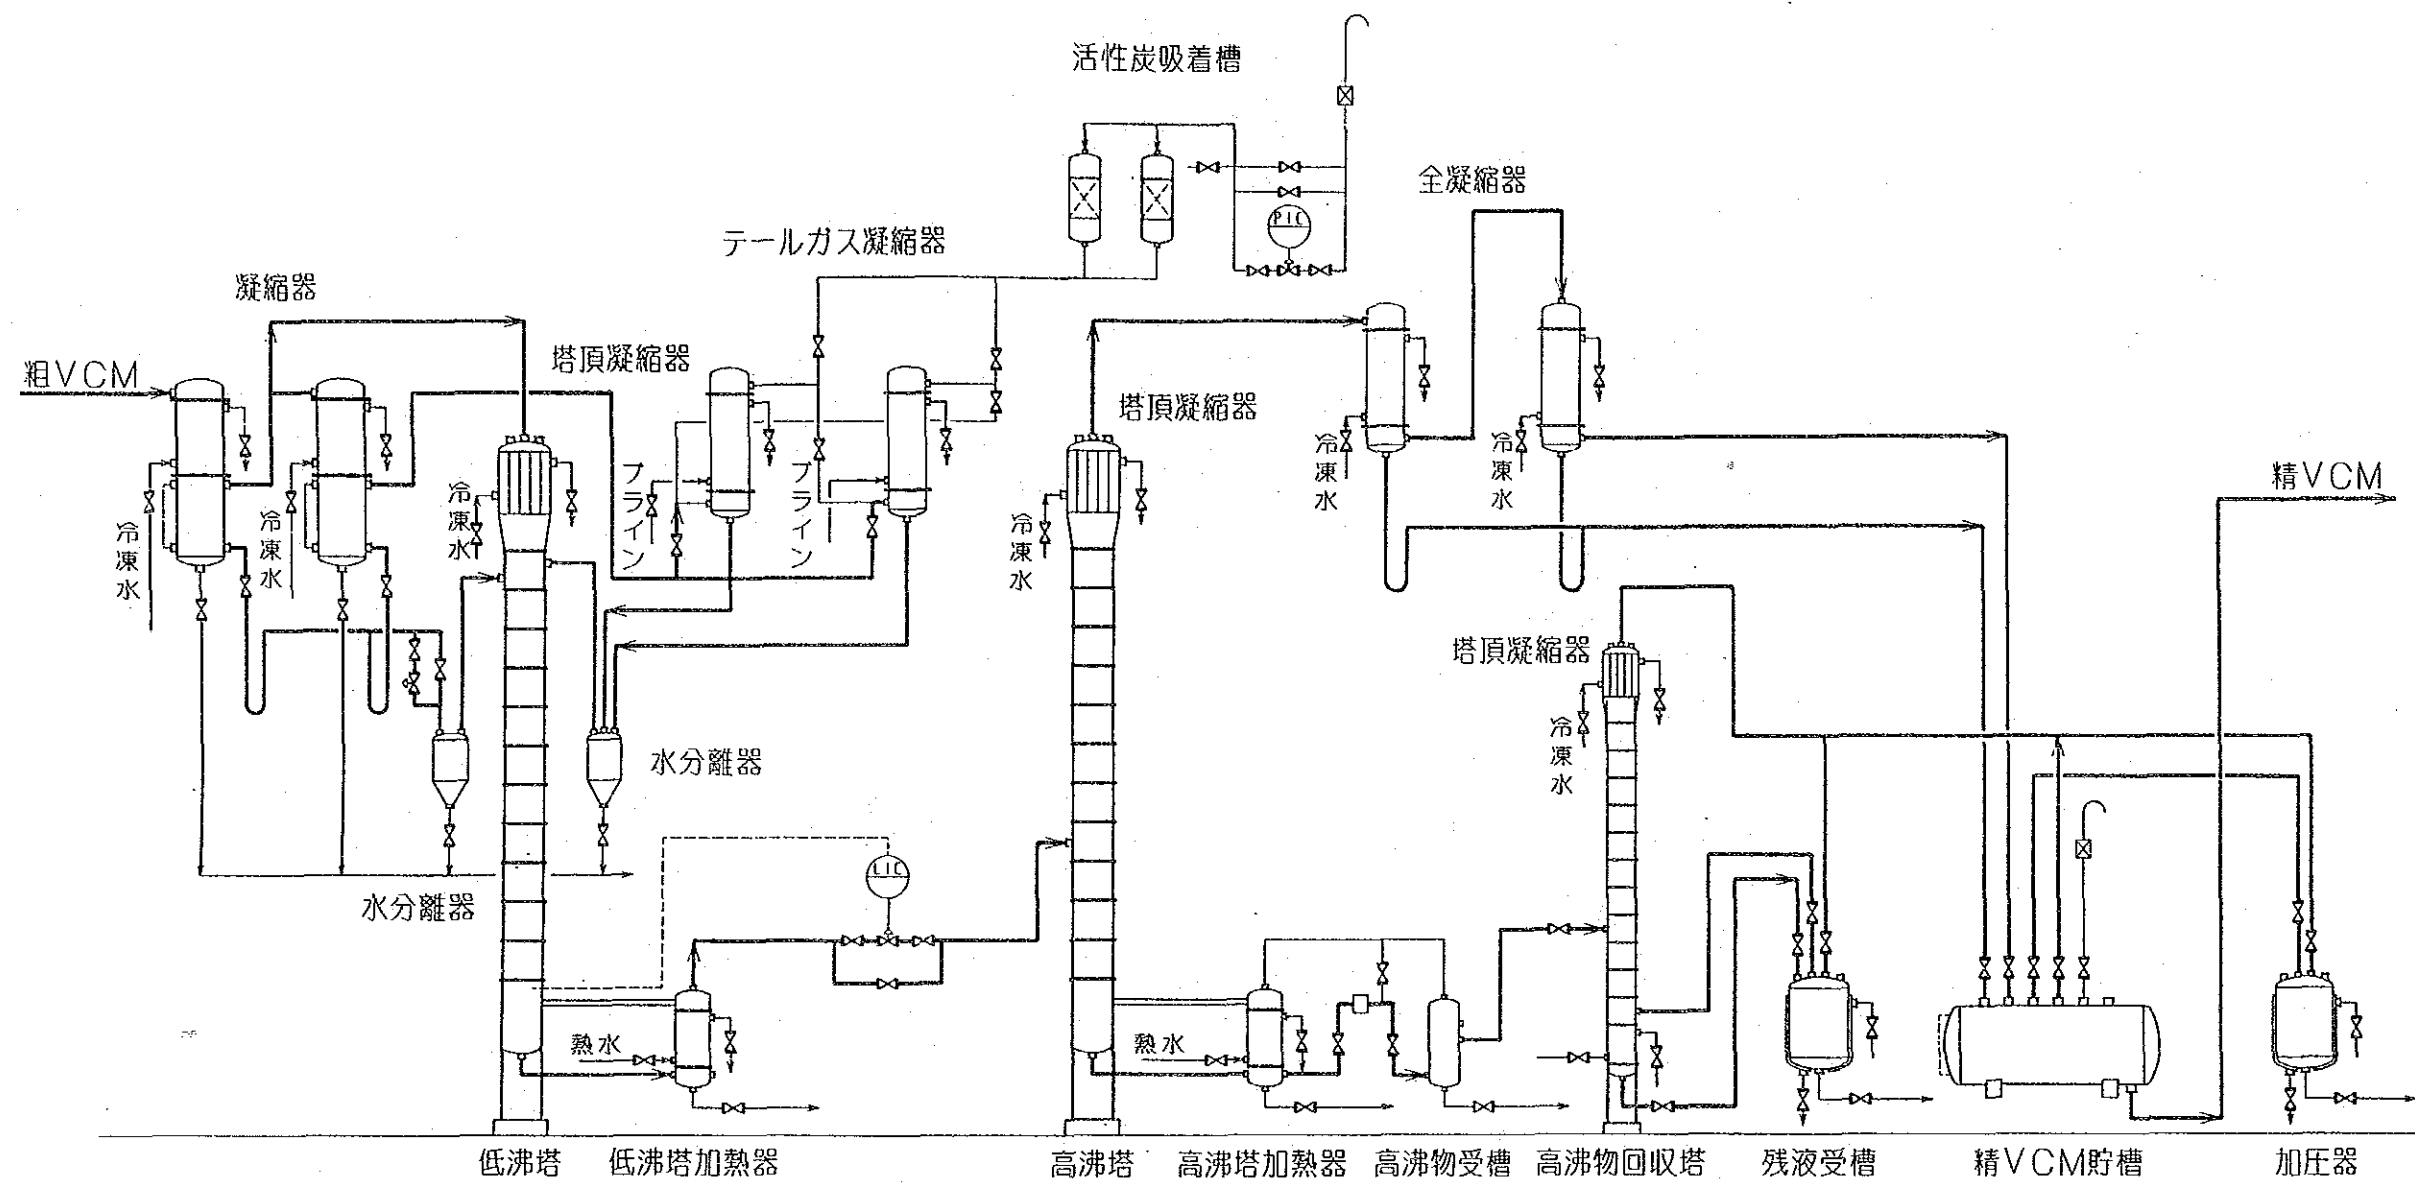 活性炭吸着槽
全凝縮器
PIC
テールガス凝縮器
凝縮器
塔頂凝縮器
粗VCM
塔頂凝縮器
冷凍水
冷凍水
冷凍水
ブライン
ブライン
冷凍水
冷凍水
冷凍水
精VCM
塔頂凝縮器
冷凍水
水分離器
水分離器
LIC
熱水
熱水
低沸塔
低沸塔加熱器
高沸塔
高沸塔加熱器
高沸物受槽
高沸物回収塔
残液受槽
精VCM貯槽
加圧器